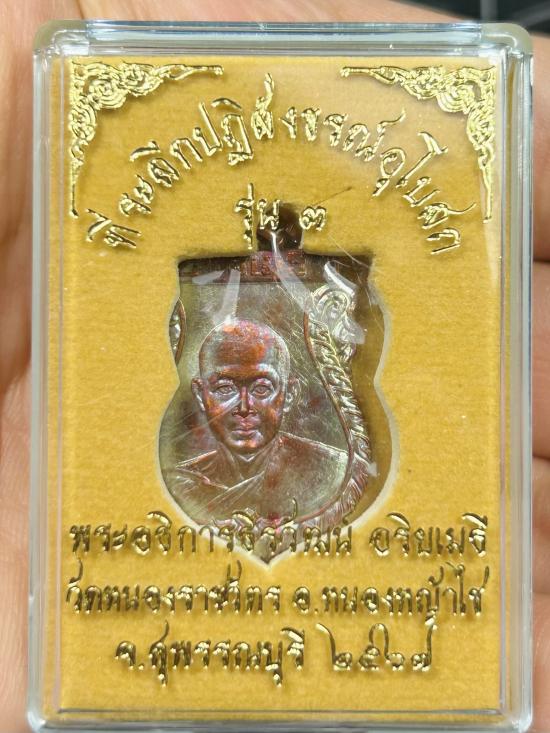 ที่ระลึกปฏิสังขรณ์อุโบสถ
รุ่น ๓
พระอธิการธีรวัฒน์ อริยเมธี
วัดหนองราชวัตร อ.หนองหญ้าไซ
จ.สุพรรณบุรี ๒๕๖๗